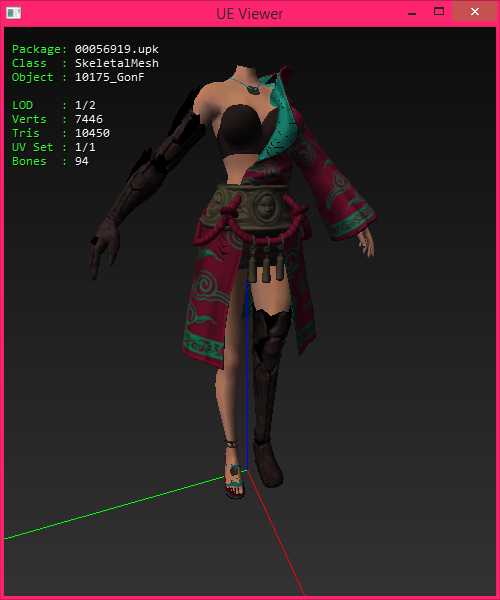 UE Viewer
Package: 00056919.upk
Class  : SkeletalMesh
Object : 10175_GonF
LOD    : 1/2
Verts  : 7446
Tris   : 10450
UV Set : 1/1
Bones  : 94